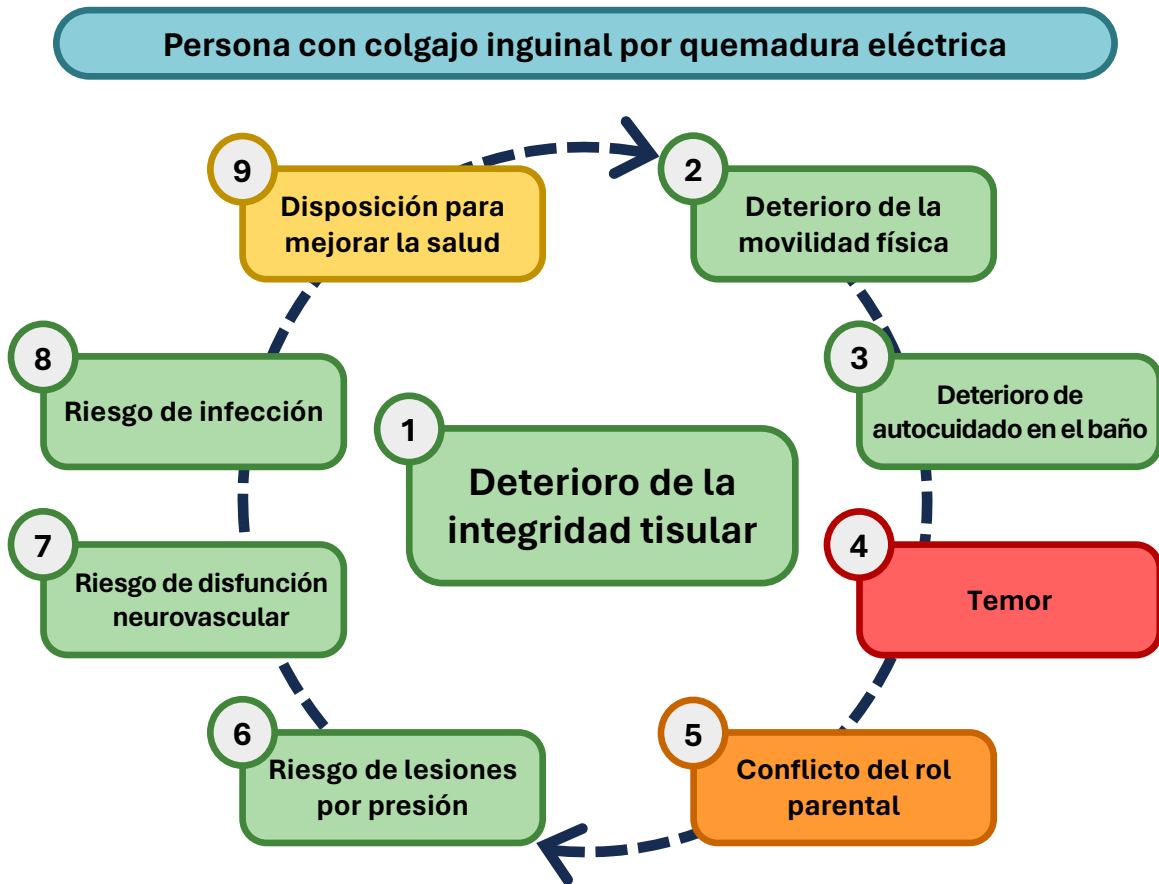 Persona con colgajo inguinal por quemadura eléctrica
1
Deterioro de la
integridad tisular
2
Deterioro de la
movilidad física
3
Deterioro de
autocuidado en el baño
4
Temor
5
Conflicto del rol
parental
6
Riesgo de lesiones
por presión
7
Riesgo de disfunción
neurovascular
8
Riesgo de infección
9
Disposición para
mejorar la salud